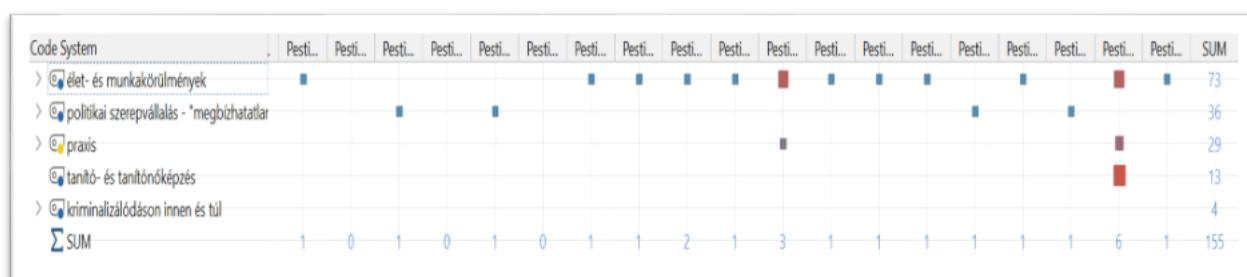 Code System . Pesti... Pesti... Pesti... Pesti... Pesti... Pesti... Pesti... Pesti... Pesti... Pesti... Pesti... Pesti... Pesti... Pesti... Pesti... Pesti... Pesti... Pesti... Pesti... SUM
> élet- és munkakörülmények 73
> politikai szerepvállalás - "megbízhatatlar 36
> praxis 29
tanító- és tanítónőképzés 13
> kriminalizálódáson innen és túl 4
Σ SUM 1 0 1 0 1 0 1 1 2 1 3 1 1 1 1 1 1 6 1 155